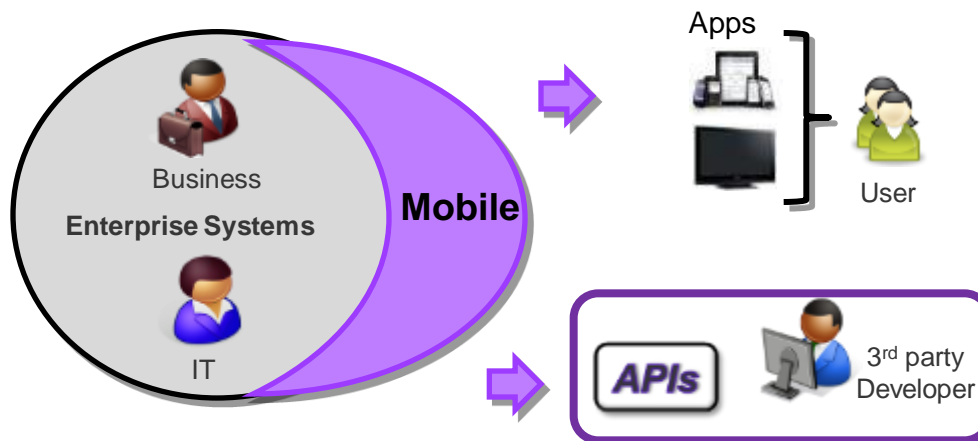 Business
Enterprise Systems
IT
Mobile
Apps
User
APIs
3rd party
Developer